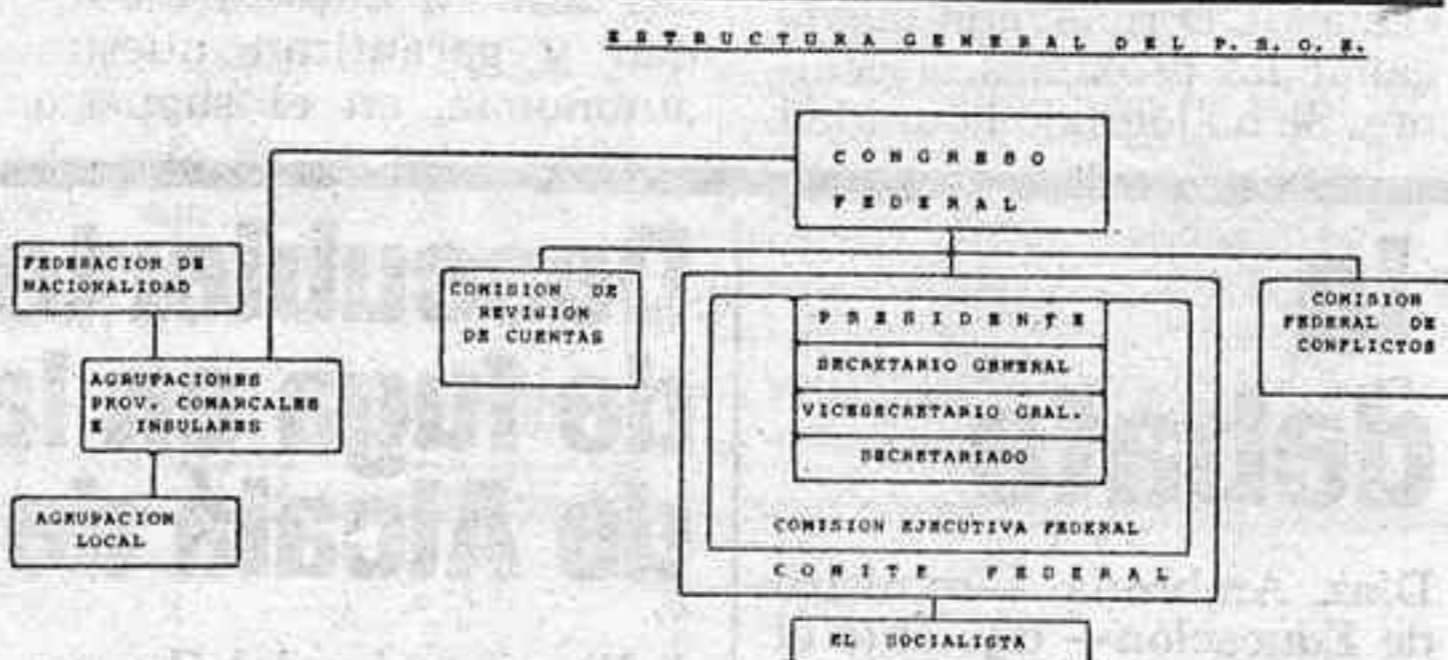 ESTRUCTURA GENERAL DEL P.S.O.E.
CONGRESO
FEDERAL
FEDERACION DE
NACIONALIDAD
AGRUPACIONES
PROV. COMARCALES
E INSULARES
AGRUPACION
LOCAL
COMISION DE
REVISION
DE CUENTAS
PRESIDENTE
SECRETARIO GENERAL
VICESECRETARIO GRAL.
SECRETARIADO
COMISION EJECUTIVA FEDERAL
COMITE FEDERAL
COMISION
FEDERAL DE
CONFLICTOS
EL SOCIALISTA